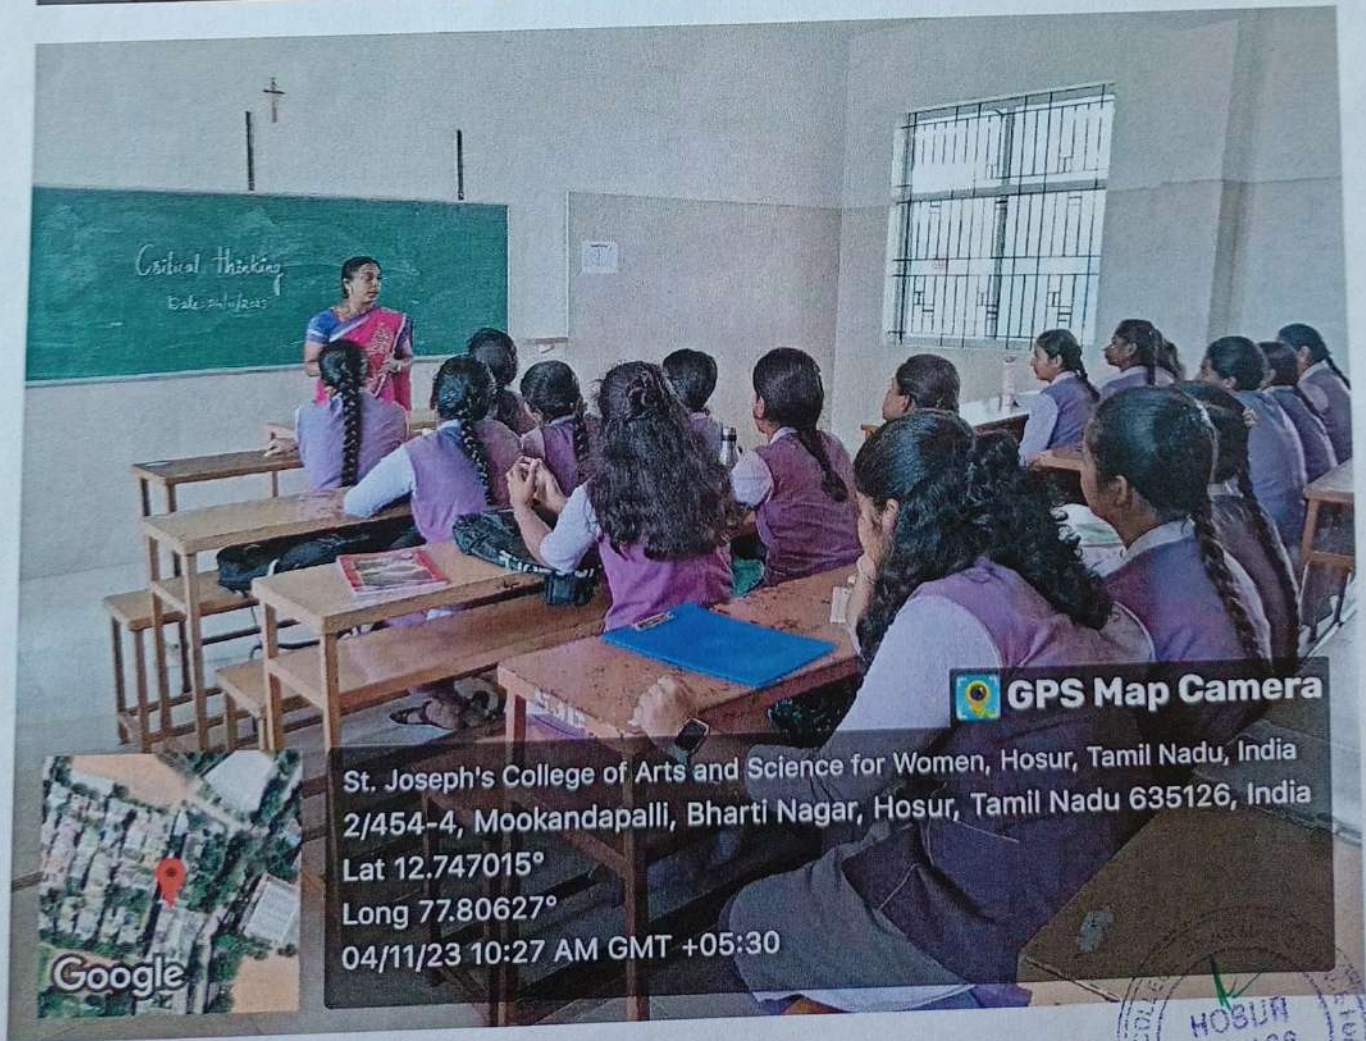 Critical Thinking
GPS Map Camera
St. Joseph's College of Arts and Science for Women, Hosur, Tamil Nadu, India
2/454-4, Mookandapalli, Bharti Nagar, Hosur, Tamil Nadu 635126, India
Lat 12.747015°
Long 77.80627°
04/11/23 10:27 AM GMT +05:30
Google
HOSUR